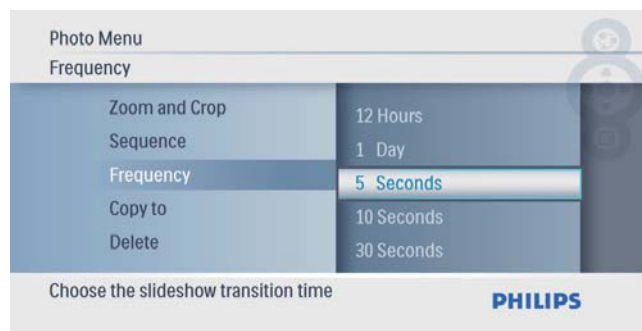 Photo Menu
Frequency
Zoom and Crop
Sequence
Frequency
Copy to
Delete
12 Hours
1 Day
5 Seconds
10 Seconds
30 Seconds
Choose the slideshow transition time
PHILIPS